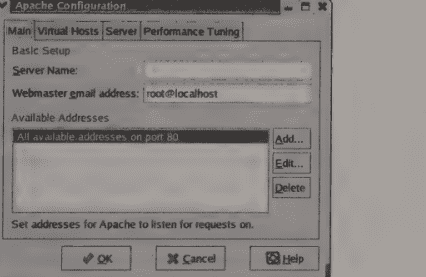 Apache Configuration
Main Virtual Hosts Server Performance Tuning
Basic Setup
Server Name:
Webmaster email address: root@localhost
Available Addresses
All available addresses on port 80
Add...
Edit...
Delete
Set addresses for Apache to listen for requests on.
OK Cancel Help